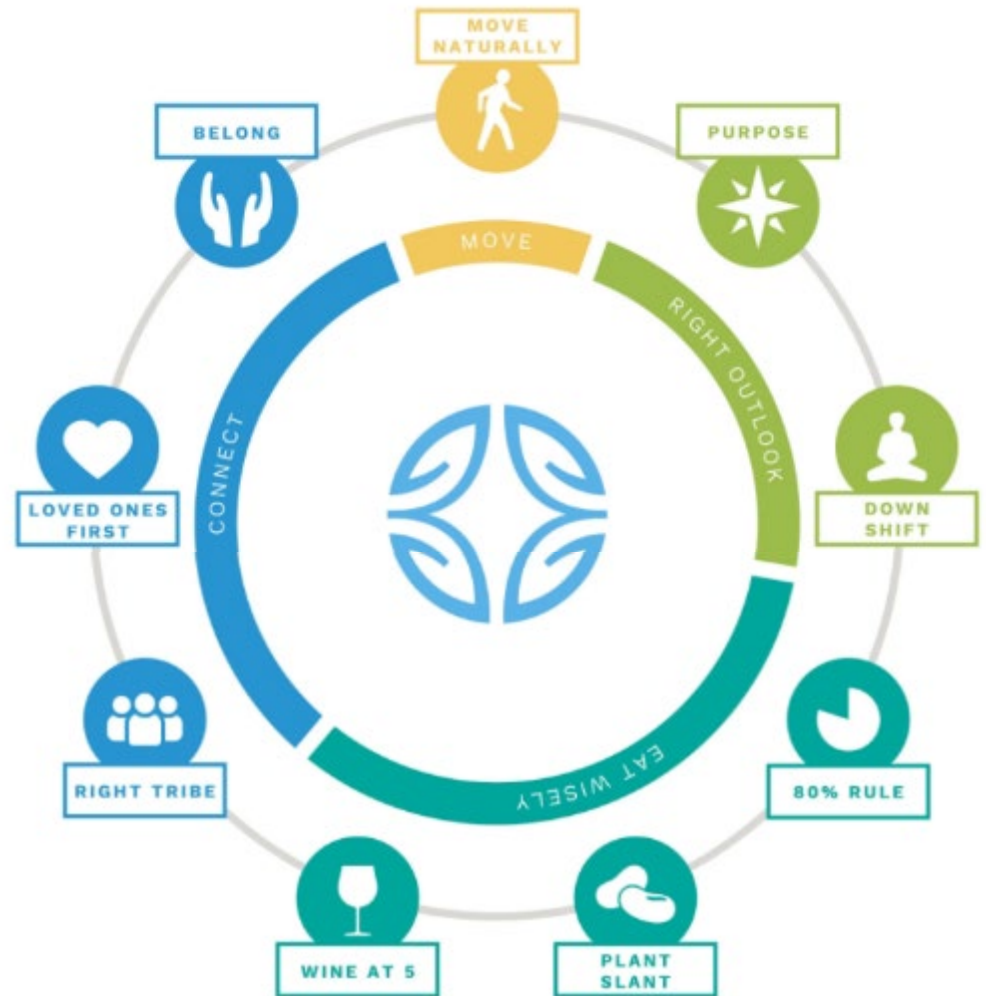 MOVE
NATURALLY
BELONG
PURPOSE
MOVE
RIGHT OUTLOOK
CONNECT
LOVED ONES
FIRST
DOWN
SHIFT
EAT WISELY
RIGHT TRIBE
80% RULE
WINE AT 5
PLANT
SLANT